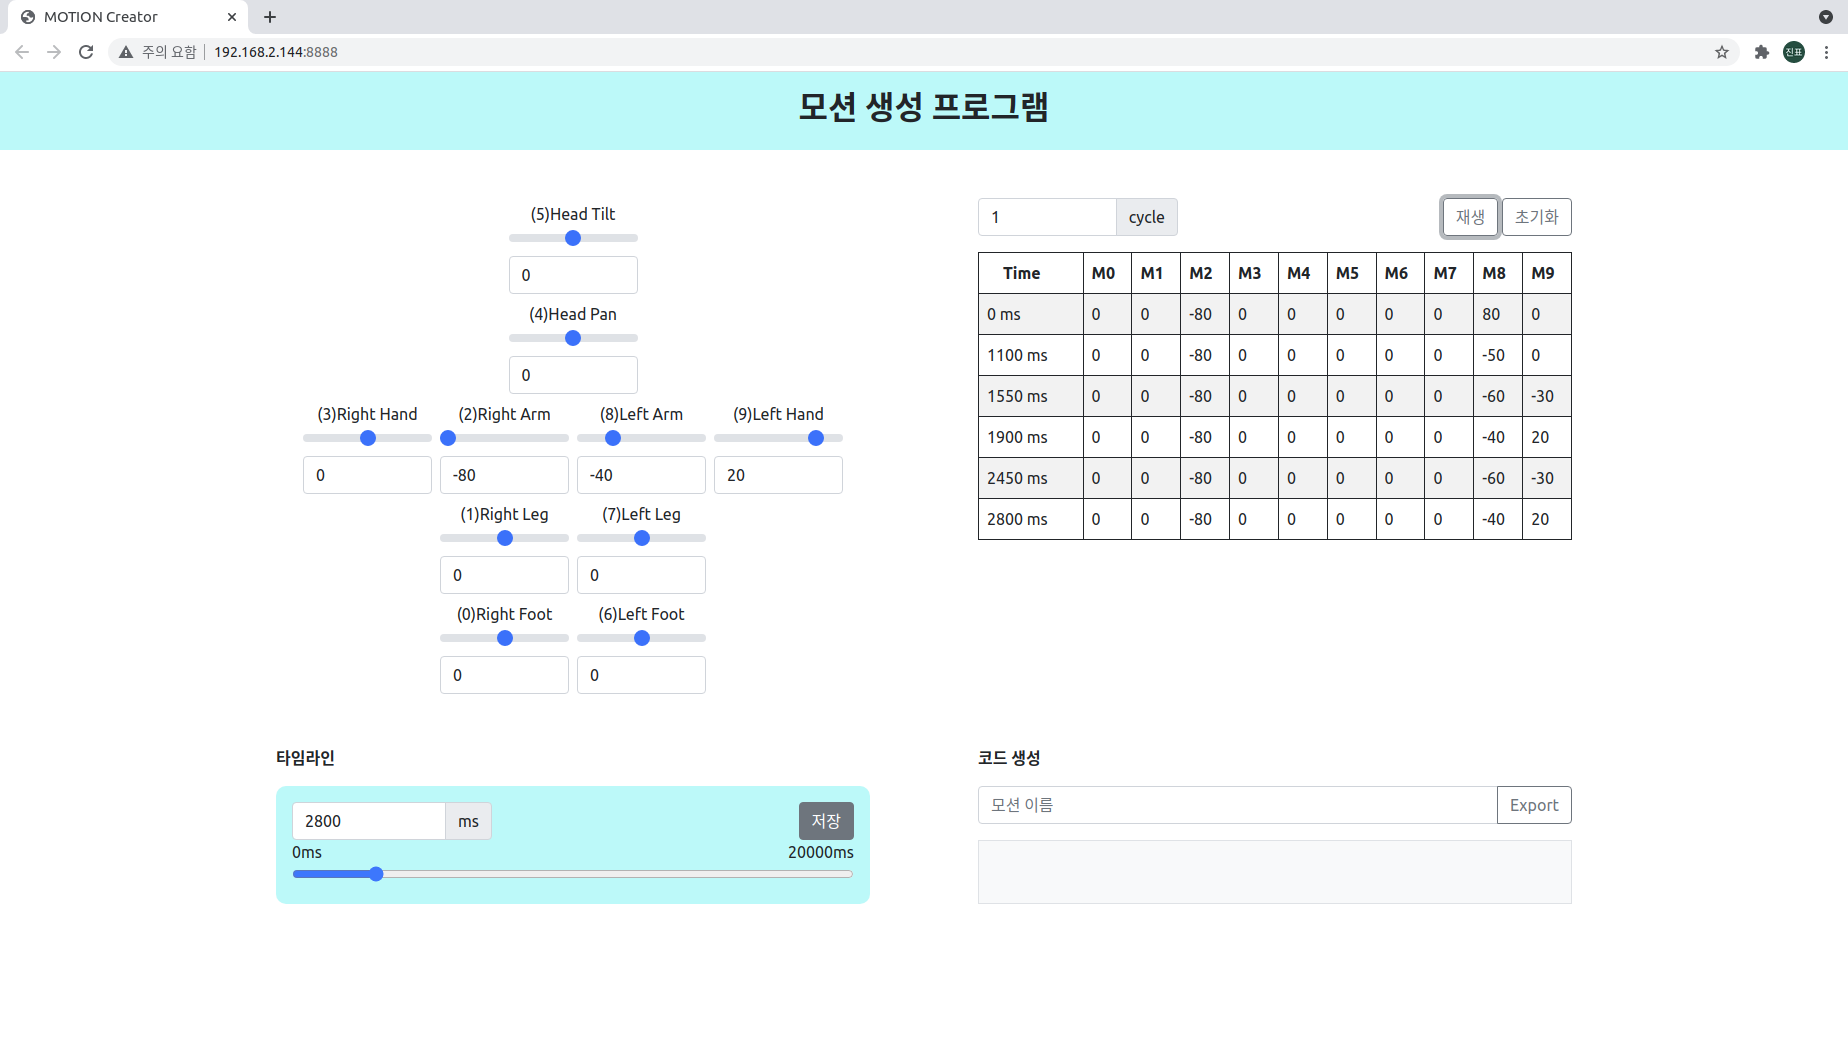 MOTION Creator
주의 요함 192.168.2.144:8888
진표
모션 생성 프로그램
(5)Head Tilt
0
(4)Head Pan
0
(3)Right Hand (2)Right Arm (8)Left Arm (9)Left Hand
0 -80 -40 20
(1)Right Leg (7)Left Leg
0 0
(0)Right Foot (6)Left Foot
0 0
1 cycle 재생 초기화
Time M0 M1 M2 M3 M4 M5 M6 M7 M8 M9
0 ms 0 0 -80 0 0 0 0 0 80 0
1100 ms 0 0 -80 0 0 0 0 0 -50 0
1550 ms 0 0 -80 0 0 0 0 0 -60 -30
1900 ms 0 0 -80 0 0 0 0 0 -40 20
2450 ms 0 0 -80 0 0 0 0 0 -60 -30
2800 ms 0 0 -80 0 0 0 0 0 -40 20
타임라인
2800 ms 저장
0ms 20000ms
코드 생성
모션 이름 Export